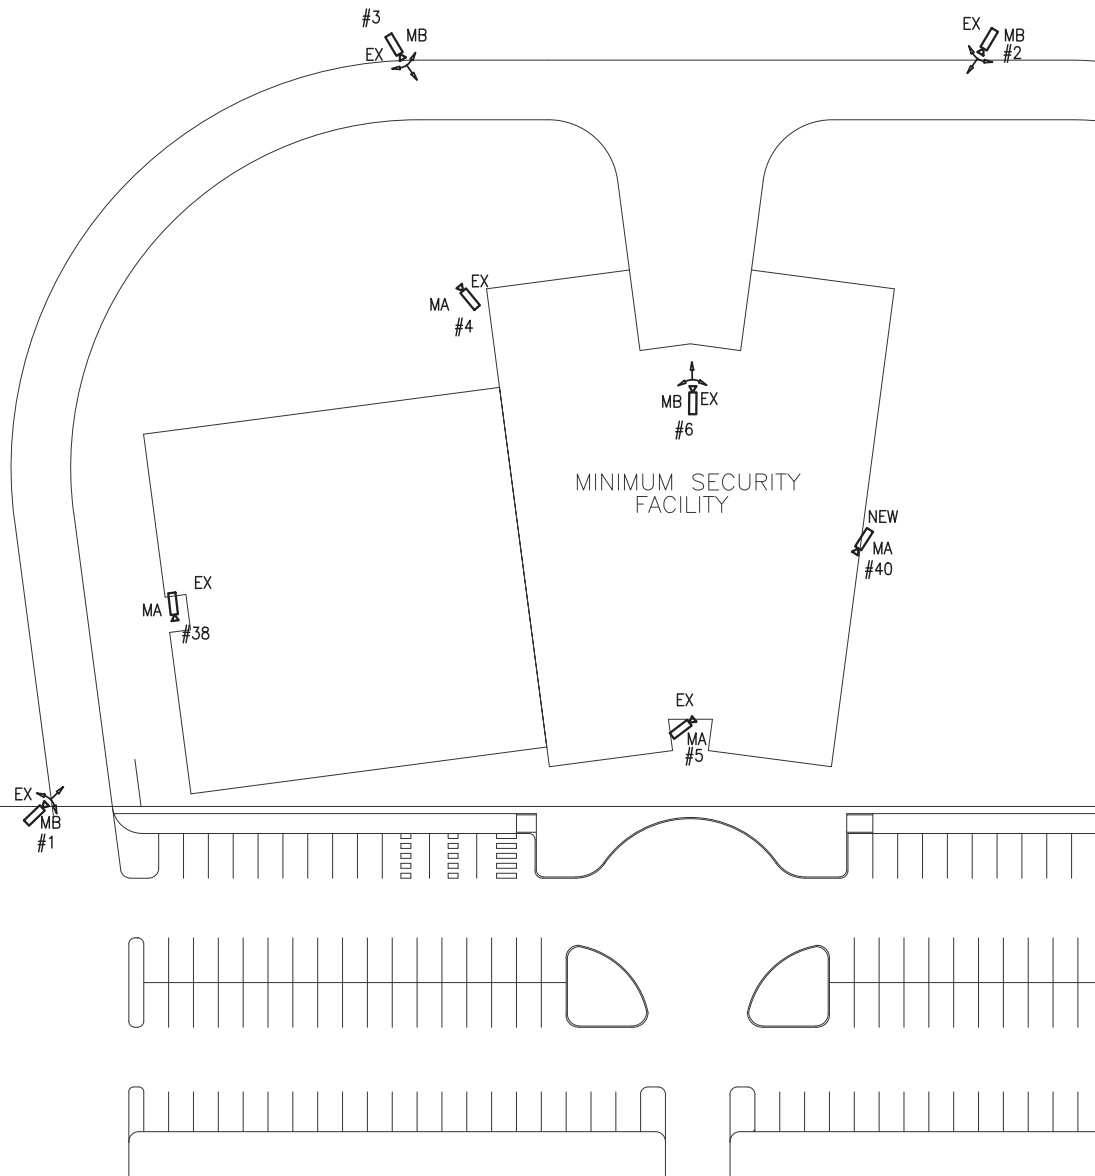 #3
MB
EX
EX
MB
#2
EX
MA
#4
MB
EX
#6
MINIMUM SECURITY
FACILITY
NEW
MA
#40
EX
MA
#38
EX
MA
#5
EX
MB
#1